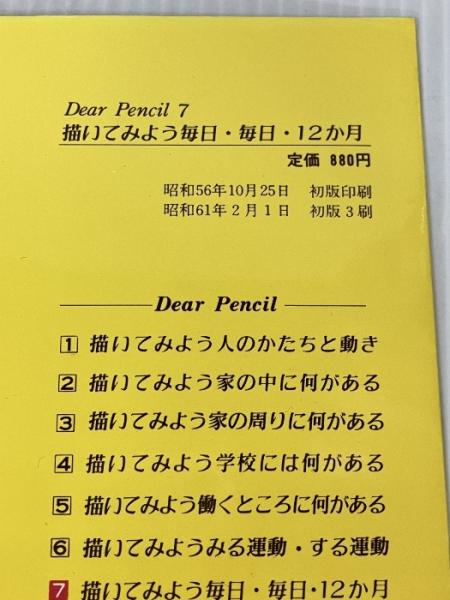 Dear Pencil 7
描いてみよう毎日・毎日・12か月
定価 880円
昭和56年10月25日 初版印刷
昭和61年2月1日 初版3刷
Dear Pencil
1 描いてみよう人のかたちと動き
2 描いてみよう家の中に何がある
3 描いてみよう家の周りに何がある
4 描いてみよう学校には何がある
5 描いてみよう働くところに何がある
6 描いてみようみる運動・する運動
7 描いてみよう毎日・毎日・12か月